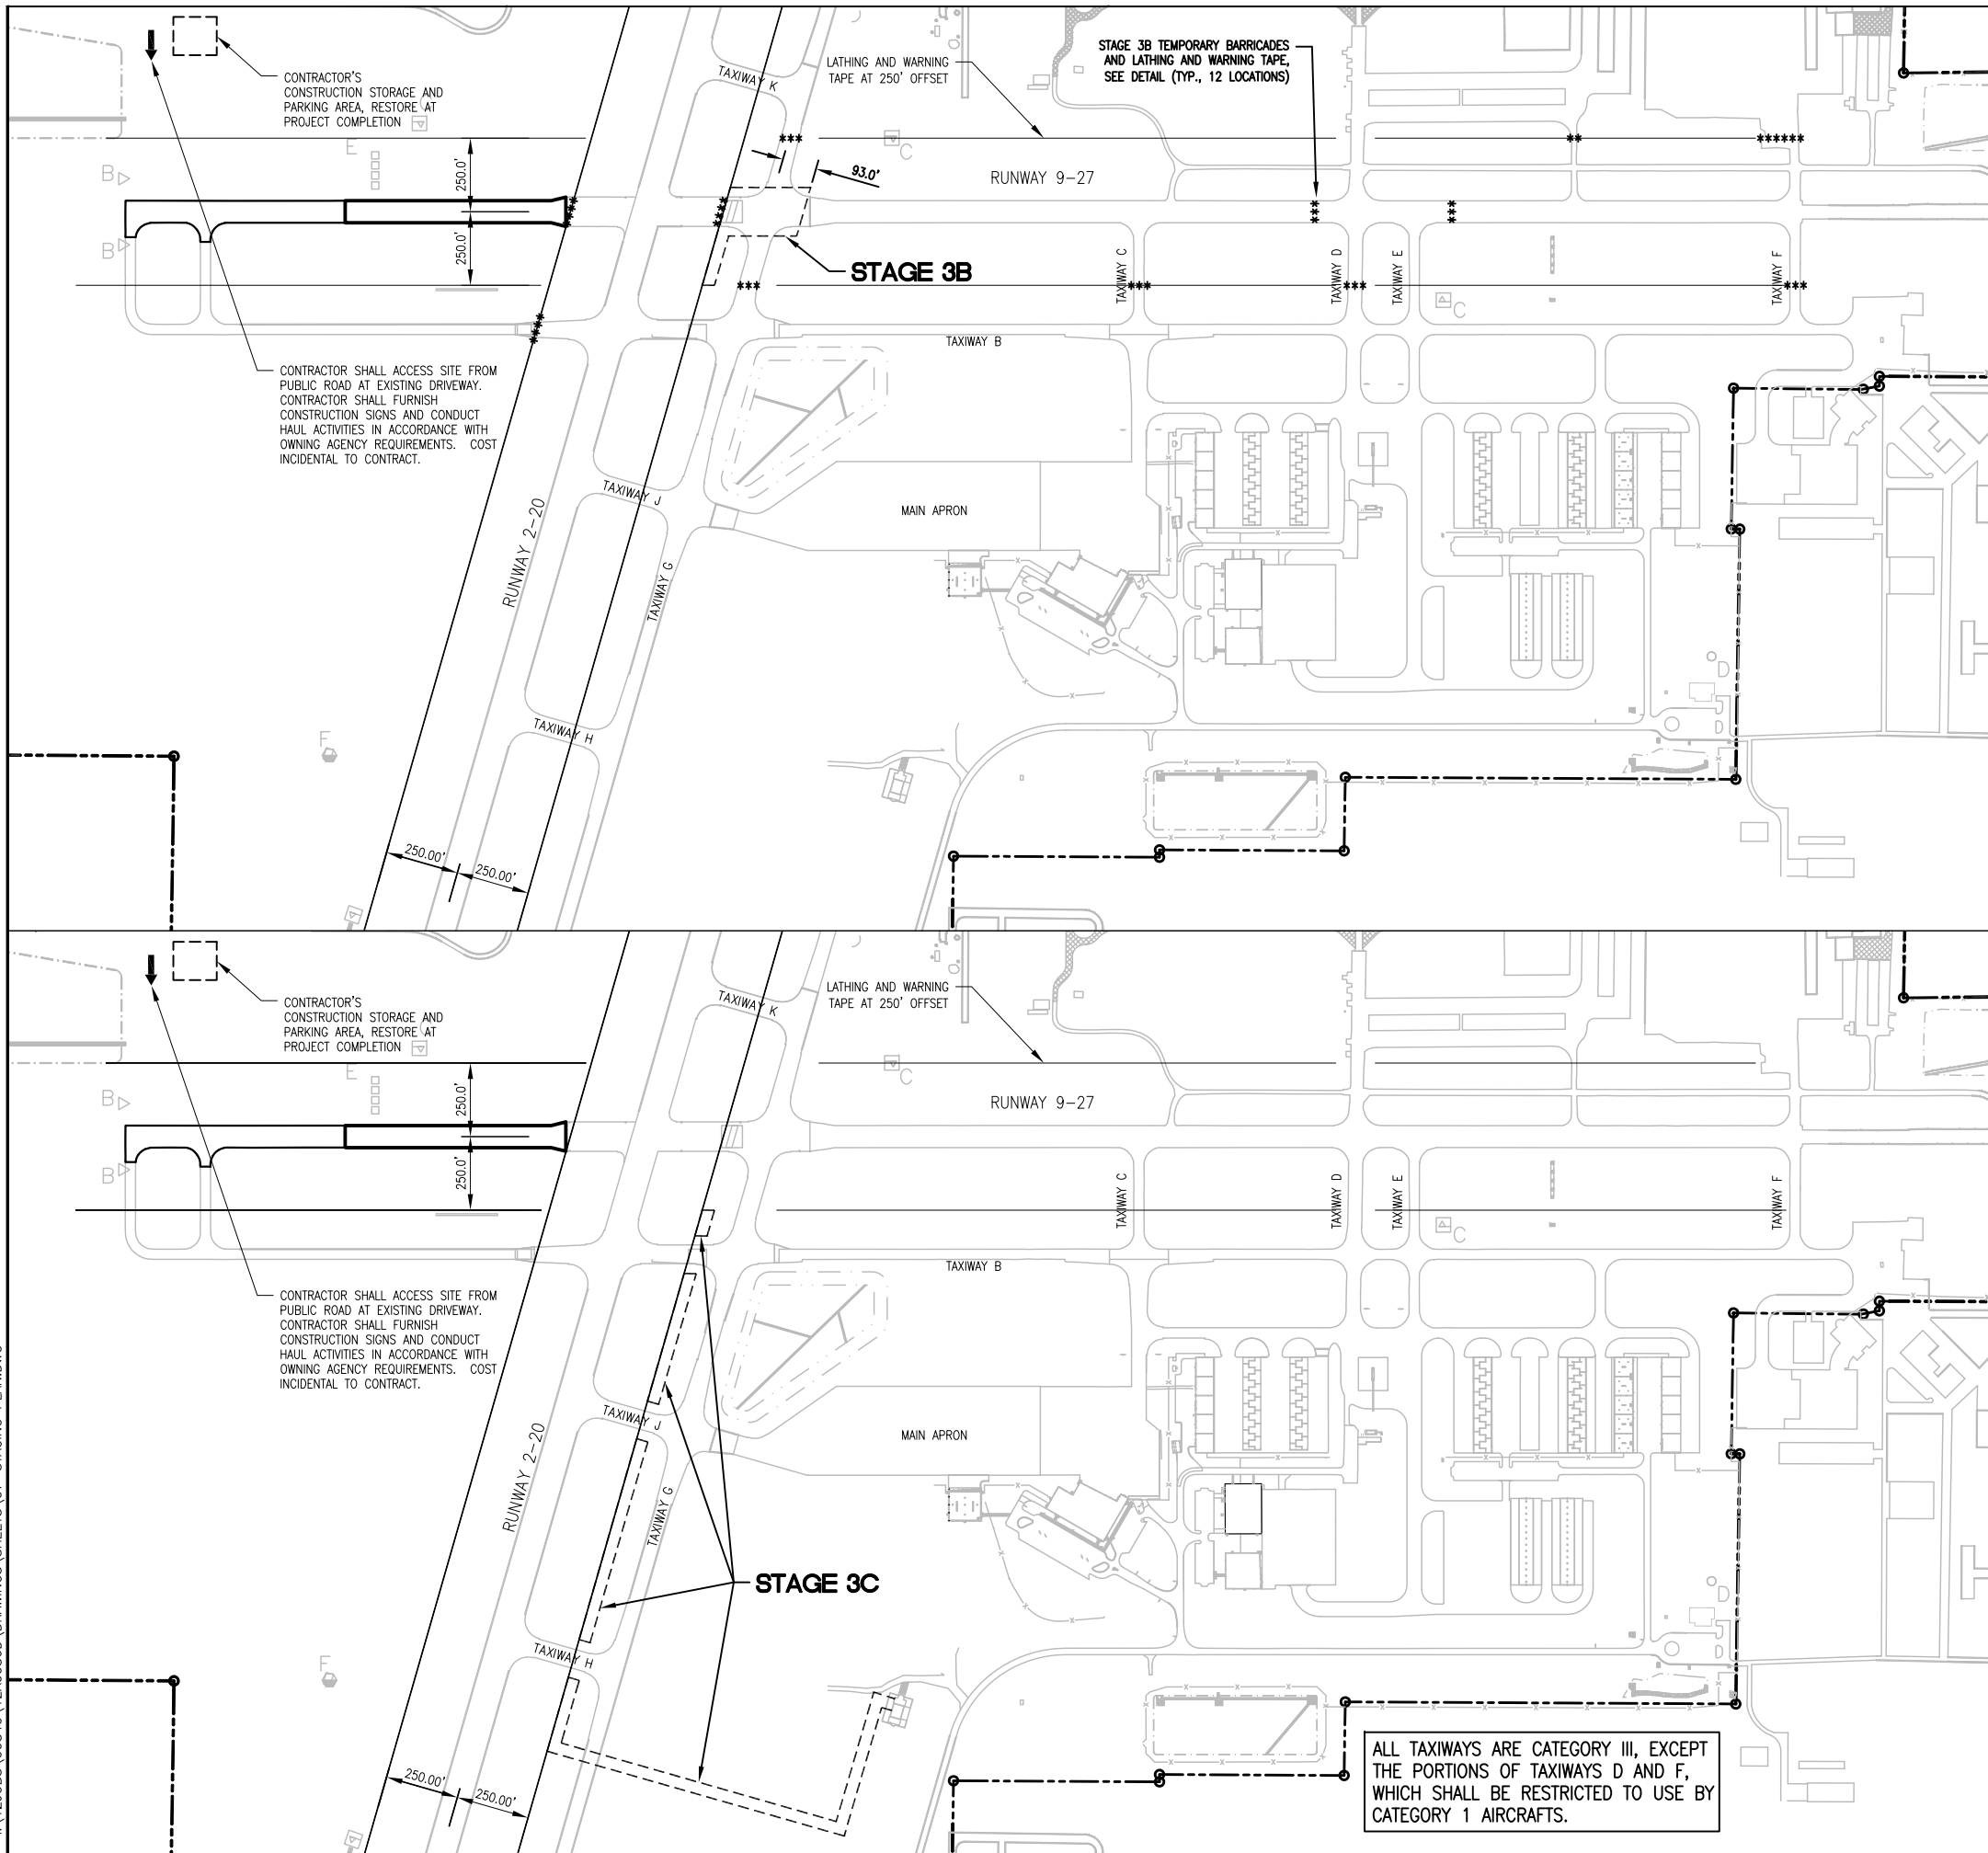 CONTRACTOR'S
CONSTRUCTION STORAGE AND
PARKING AREA, RESTORE AT
PROJECT COMPLETION
TAXIWAY K
LATHING AND WARNING
TAPE AT 250' OFFSET
STAGE 3B TEMPORARY BARRICADES
AND LATHING AND WARNING TAPE,
SEE DETAIL (TYP., 12 LOCATIONS)
E
C
B
250.0'
93.0'
RUNWAY 9-27
B
250.0'
STAGE 3B
TAXIWAY C
TAXIWAY D
TAXIWAY E
C
TAXIWAY F
TAXIWAY B
CONTRACTOR SHALL ACCESS SITE FROM
PUBLIC ROAD AT EXISTING DRIVEWAY.
CONTRACTOR SHALL FURNISH
CONSTRUCTION SIGNS AND CONDUCT
HAUL ACTIVITIES IN ACCORDANCE WITH
OWNING AGENCY REQUIREMENTS. COST
INCIDENTAL TO CONTRACT.
TAXIWAY J
MAIN APRON
RUNWAY 2-20
TAXIWAY G
D
D
TAXIWAY H
F
250.00'
250.00'
CONTRACTOR'S
CONSTRUCTION STORAGE AND
PARKING AREA, RESTORE AT
PROJECT COMPLETION
TAXIWAY K
LATHING AND WARNING
TAPE AT 250' OFFSET
E
C
B
250.0'
RUNWAY 9-27
B
250.0'
TAXIWAY C
TAXIWAY D
TAXIWAY E
C
TAXIWAY F
TAXIWAY B
CONTRACTOR SHALL ACCESS SITE FROM
PUBLIC ROAD AT EXISTING DRIVEWAY.
CONTRACTOR SHALL FURNISH
CONSTRUCTION SIGNS AND CONDUCT
HAUL ACTIVITIES IN ACCORDANCE WITH
OWNING AGENCY REQUIREMENTS. COST
INCIDENTAL TO CONTRACT.
TAXIWAY J
MAIN APRON
RUNWAY 2-20
TAXIWAY G
STAGE 3C
D
D
TAXIWAY H
F
250.00'
250.00'
ALL TAXIWAYS ARE CATEGORY III, EXCEPT
THE PORTIONS OF TAXIWAYS D AND F,
WHICH SHALL BE RESTRICTED TO USE BY
CATEGORY 1 AIRCRAFTS.